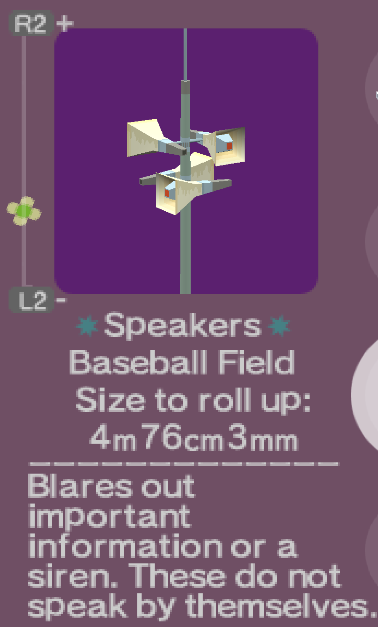 R2 +
L2 -
Speakers
Baseball Field
Size to roll up:
4m76cm3mm
Blares out
important
information or a
siren. These do not
speak by themselves.